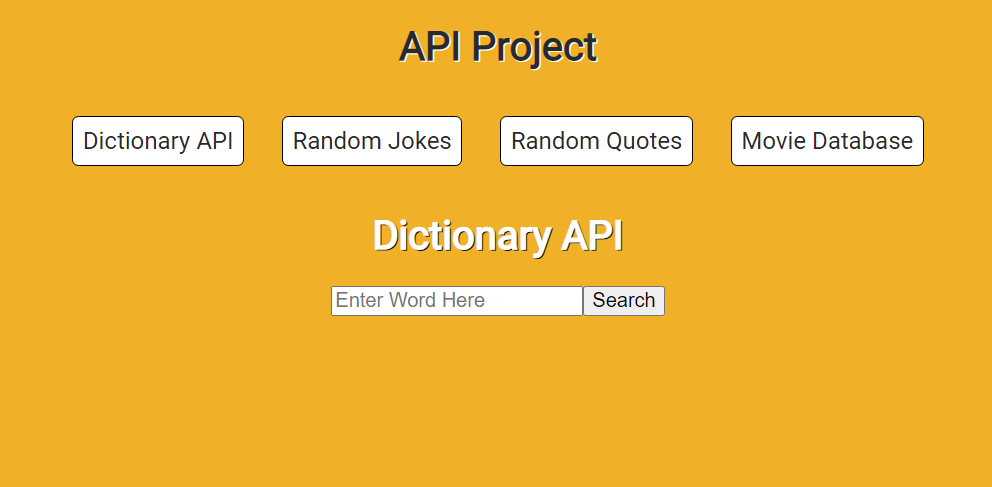 API Project
Dictionary API Random Jokes Random Quotes Movie Database
Dictionary API
Enter Word Here Search